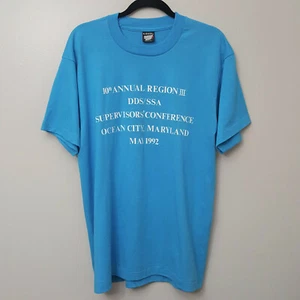 10th ANNUAL REGION III
DDS/SSA
SUPERVISORS' CONFERENCE
OCEAN CITY, MARYLAND
MAY 1992